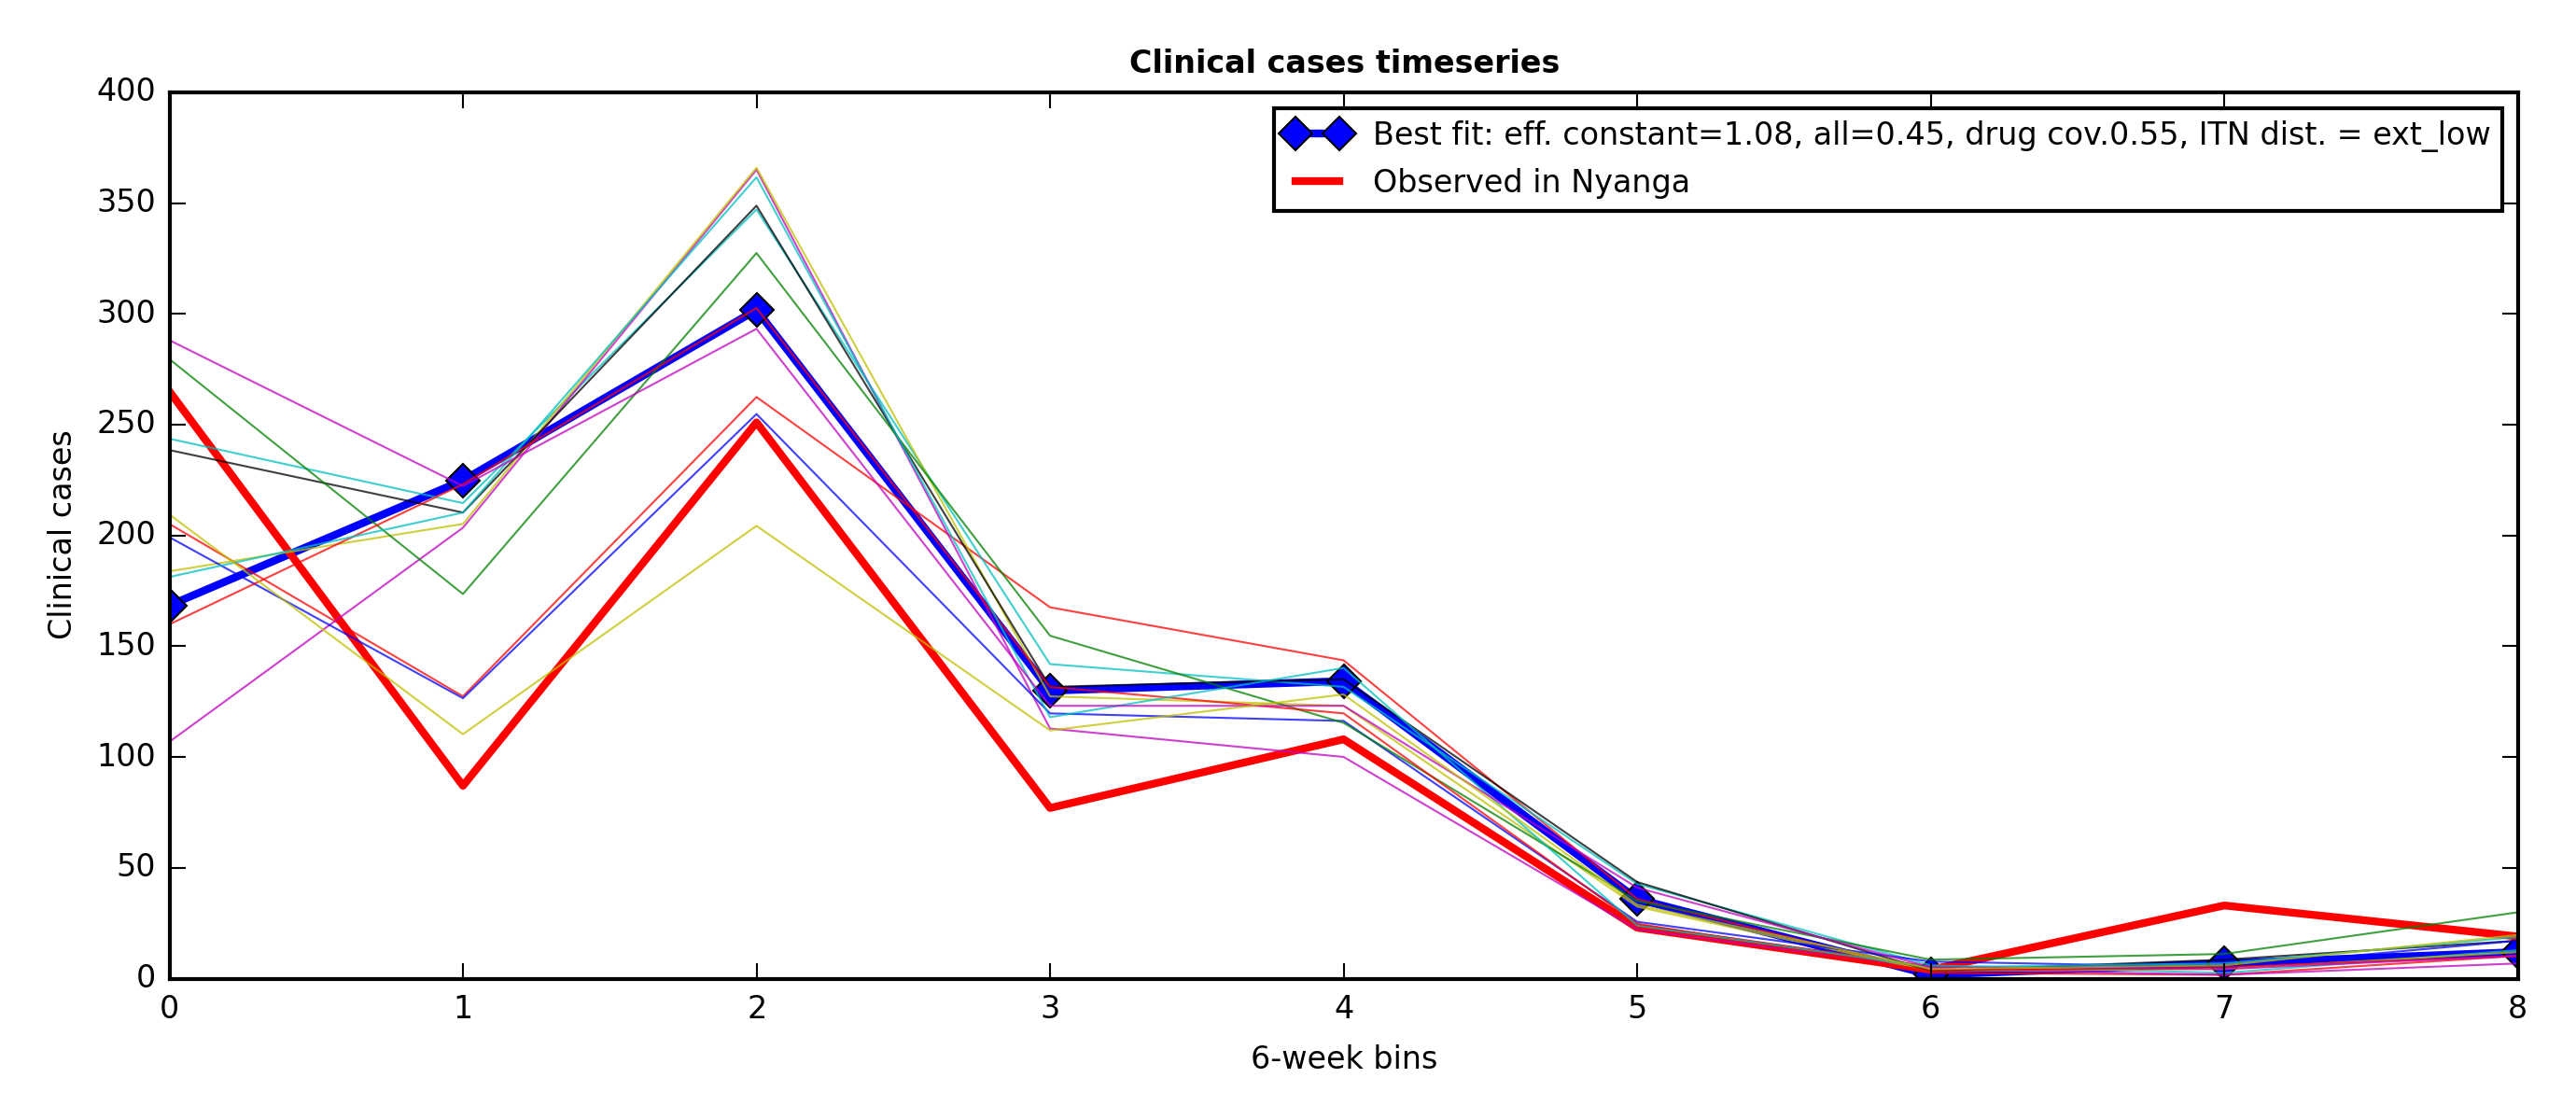 Clinical cases timeseries
400
350
300
250
200
150
100
50
0
Clinical cases
Best fit: eff. constant=1.08, all=0.45, drug cov.0.55, ITN dist. = ext_low
Observed in Nyanga
0 1 2 3 4 5 6 7 8
6-week bins